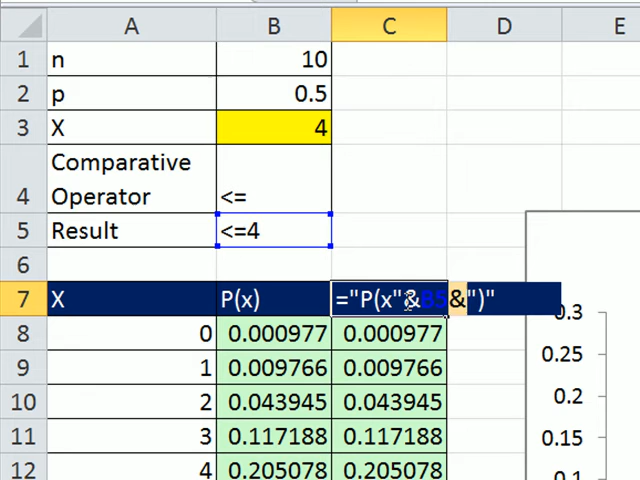 A B C D E
1 n 10
2 p 0.5
3 X 4
Comparative
4 Operator <=
5 Result <=4
6
7 X P(x) ="P(x"&B5&")"
8 0 0.000977 0.000977
9 1 0.009766 0.009766
10 2 0.043945 0.043945
11 3 0.117188 0.117188
12 4 0.205078 0.205078
0.3
0.25
0.2
0.15
0.1